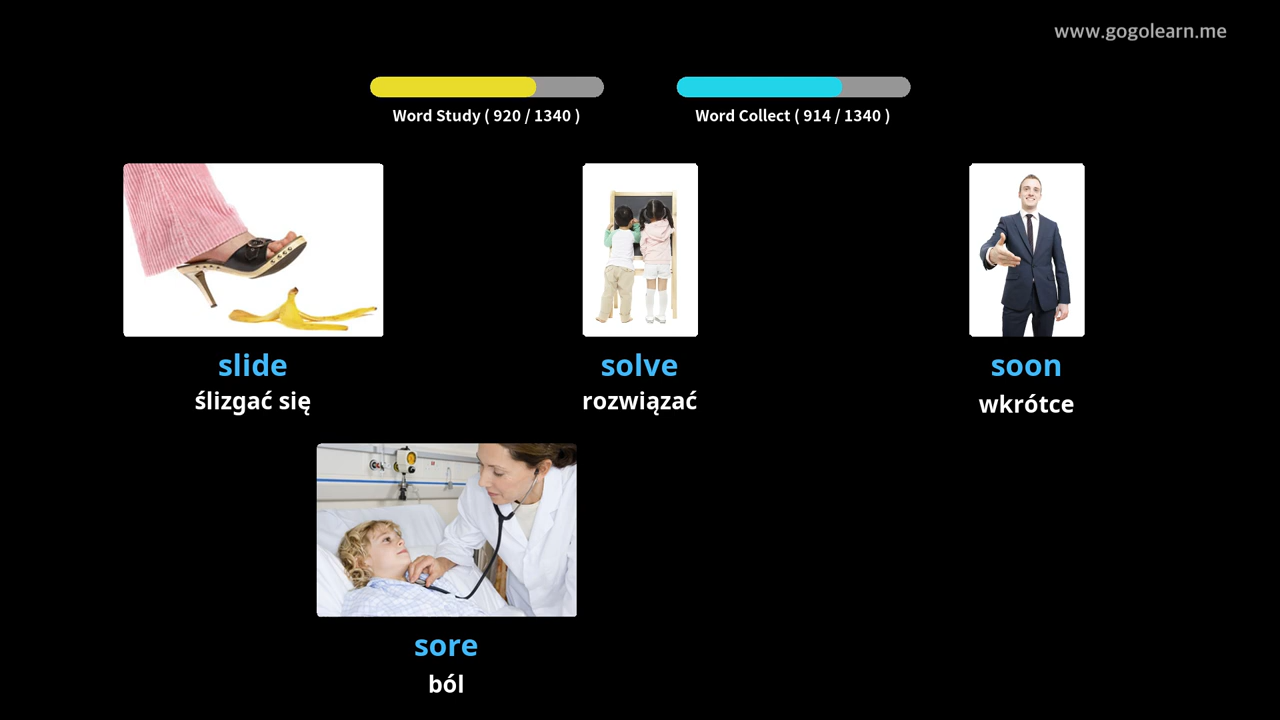 www.gogolearn.me
Word Study ( 920 / 1340 )
Word Collect ( 914 / 1340 )
slide
ślizgać się
solve
rozwiązać
soon
wkrótce
sore
ból